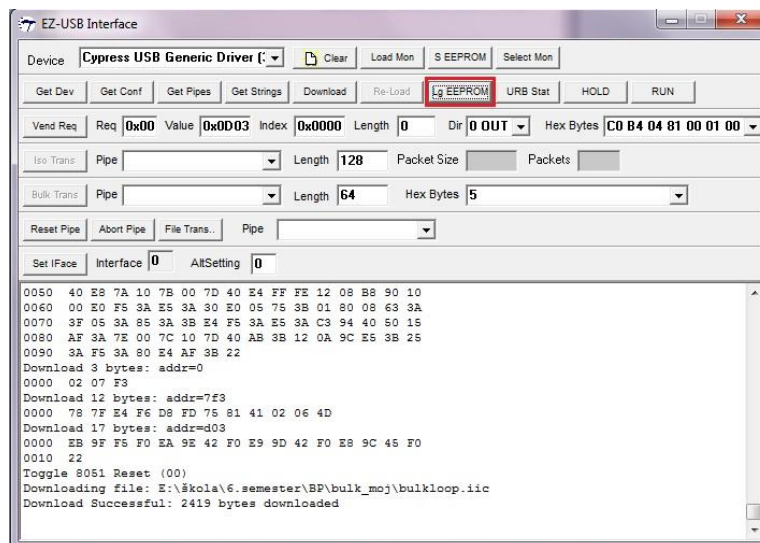 EZ-USB Interface
Device Cypress USB Generic Driver (: Clear Load Mon S EEPROM Select Mon
Get Dev Get Conf Get Pipes Get Strings Download Re-Load Lg EEPROM URB Stat HOLD RUN
Vend Req Req 0x00 Value 0x0D03 Index 0x0000 Length 0 Dir 0 OUT Hex Bytes C0 B4 04 81 00 01 00
Iso Trans Pipe Length 128 Packet Size Packets
Bulk Trans Pipe Length 64 Hex Bytes 5
Reset Pipe Abort Pipe File Trans.. Pipe
Set IFace Interface 0 AltSetting 0
0050 40 E8 7A 10 7B 00 7D 40 E4 FF FE 12 08 B8 90 10
0060 00 E0 F5 3A E5 3A 30 E0 05 75 3B 01 80 08 63 3A
0070 3F 05 3A 85 3A 3B E4 F5 3A E5 3A C3 94 40 50 15
0080 AF 3A 7E 00 7C 10 7D 40 AB 3B 12 0A 9C E5 3B 25
0090 3A F5 3A 80 E4 AF 3B 22
Download 3 bytes: addr=0
0000 02 07 F3
Download 12 bytes: addr=7f3
0000 78 7F E4 F6 D8 FD 75 81 41 02 06 4D
Download 17 bytes: addr=d03
0000 EB 9F F5 F0 EA 9E 42 F0 E9 9D 42 F0 E8 9C 45 F0
0010 22
Toggle 8051 Reset (00)
Downloading file: E:\škola\6.semester\BP\bulk_moj\bulkloop.iic
Download Successful: 2419 bytes downloaded